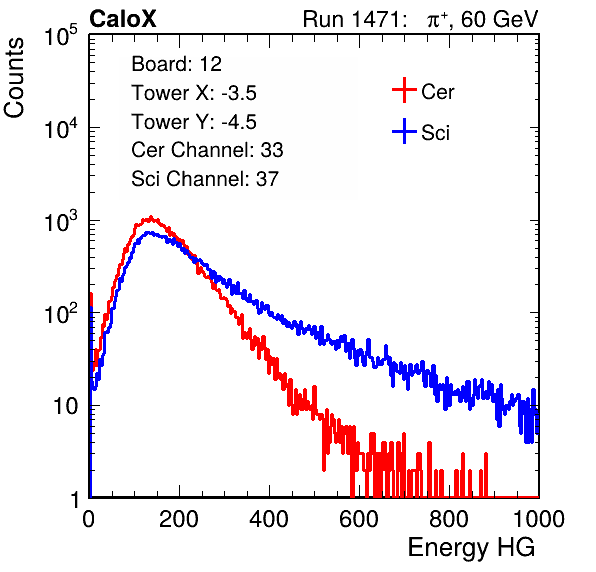 CaloX
Run 1471: π⁺, 60 GeV
Counts
10⁵
10⁴
10³
10²
10
1
Board: 12
Tower X: -3.5
Tower Y: -4.5
Cer Channel: 33
Sci Channel: 37
Cer
Sci
0 200 400 600 800 1000
Energy HG